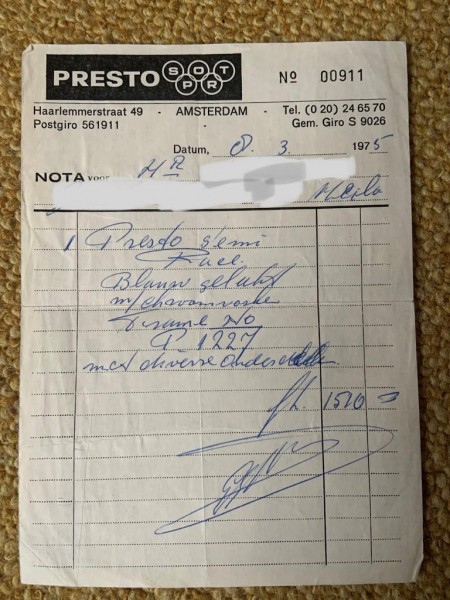 PRESTO SPORT Nº 00911
Haarlemmerstraat 49 - AMSTERDAM - Tel. (0 20) 24 65 70
Postgiro 561911 Gem. Giro S 9026
Datum, 8. 3 1975
NOTA voor Hr
1 Presto semi
Race
Blauw gelakt
m/chroomvorke
Frame No
P 1227
met diverse onderdelen
fl. 1500